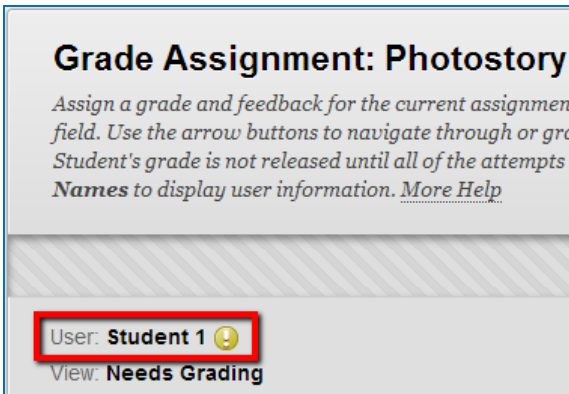 Grade Assignment: Photostory
Assign a grade and feedback for the current assignmen
field. Use the arrow buttons to navigate through or gra
Student's grade is not released until all of the attempts
Names to display user information. More Help
User: Student 1
View: Needs Grading